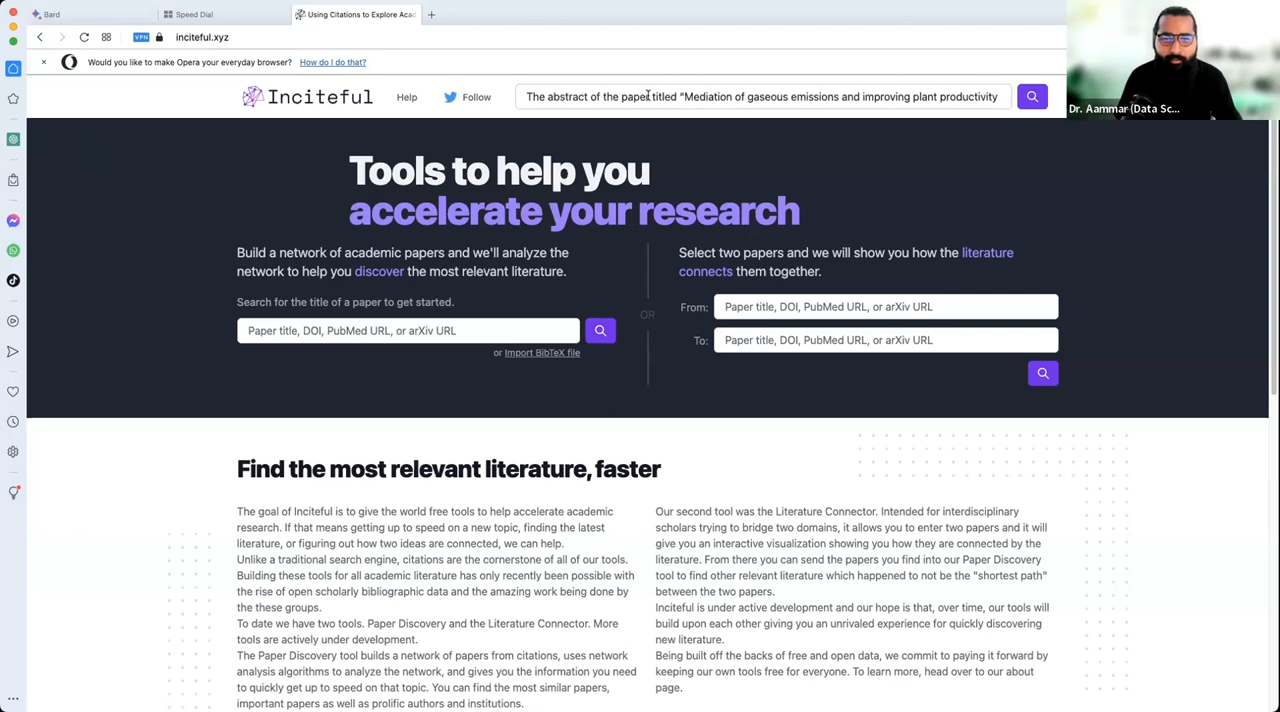 Bard
Speed Dial
Using Citations to Explore Acad
inciteful.xyz
VPN
Would you like to make Opera your everyday browser? How do I do that?
Inciteful
Help
Follow
The abstract of the paper titled "Mediation of gaseous emissions and improving plant productivity
Dr. Aammar (Data Sc...
Tools to help you
accelerate your research
Build a network of academic papers and we'll analyze the
network to help you discover the most relevant literature.
Search for the title of a paper to get started.
Paper title, DOI, PubMed URL, or arXiv URL
or Import BibTeX file
OR
Select two papers and we will show you how the literature
connects them together.
From: Paper title, DOI, PubMed URL, or arXiv URL
To: Paper title, DOI, PubMed URL, or arXiv URL
Find the most relevant literature, faster
The goal of Inciteful is to give the world free tools to help accelerate academic
research. If that means getting up to speed on a new topic, finding the latest
literature, or figuring out how two ideas are connected, we can help.
Unlike a traditional search engine, citations are the cornerstone of all of our tools.
Building these tools for all academic literature has only recently been possible with
the rise of open scholarly bibliographic data and the amazing work being done by
the these groups.
To date we have two tools. Paper Discovery and the Literature Connector. More
tools are actively under development.
The Paper Discovery tool builds a network of papers from citations, uses network
analysis algorithms to analyze the network, and gives you the information you need
to quickly get up to speed on that topic. You can find the most similar papers,
important papers as well as prolific authors and institutions.
Our second tool was the Literature Connector. Intended for interdisciplinary
scholars trying to bridge two domains, it allows you to enter two papers and it will
give you an interactive visualization showing you how they are connected by the
literature. From there you can send the papers you find into our Paper Discovery
tool to find other relevant literature which happened to not be the "shortest path"
between the two papers.
Inciteful is under active development and our hope is that, over time, our tools will
build upon each other giving you an unrivaled experience for quickly discovering
new literature.
Being built off the backs of free and open data, we commit to paying it forward by
keeping our own tools free for everyone. To learn more, head over to our about
page.